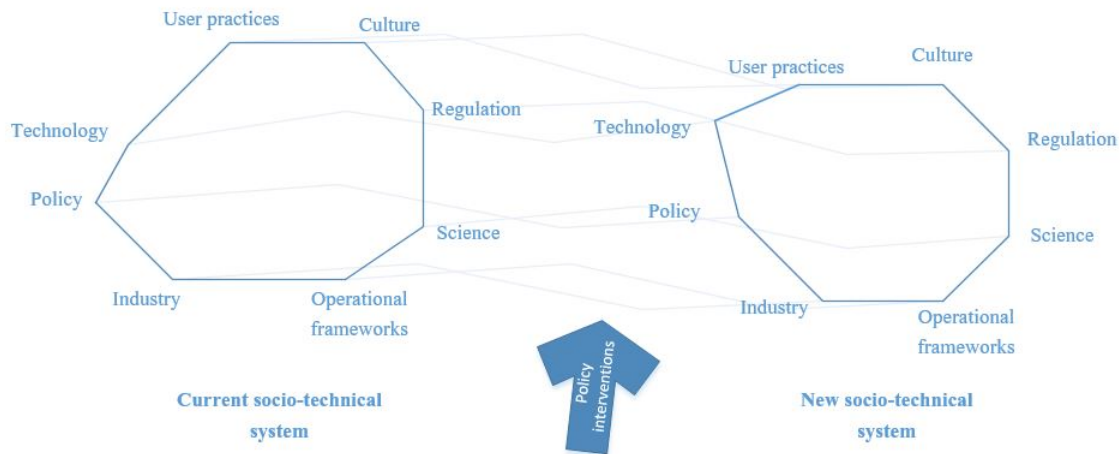 User practices
Culture
Regulation
Technology
Policy
Science
Industry
Operational
frameworks
Current socio-technical
system
Policy
interventions
User practices
Culture
Technology
Regulation
Policy
Science
Industry
Operational
frameworks
New socio-technical
system